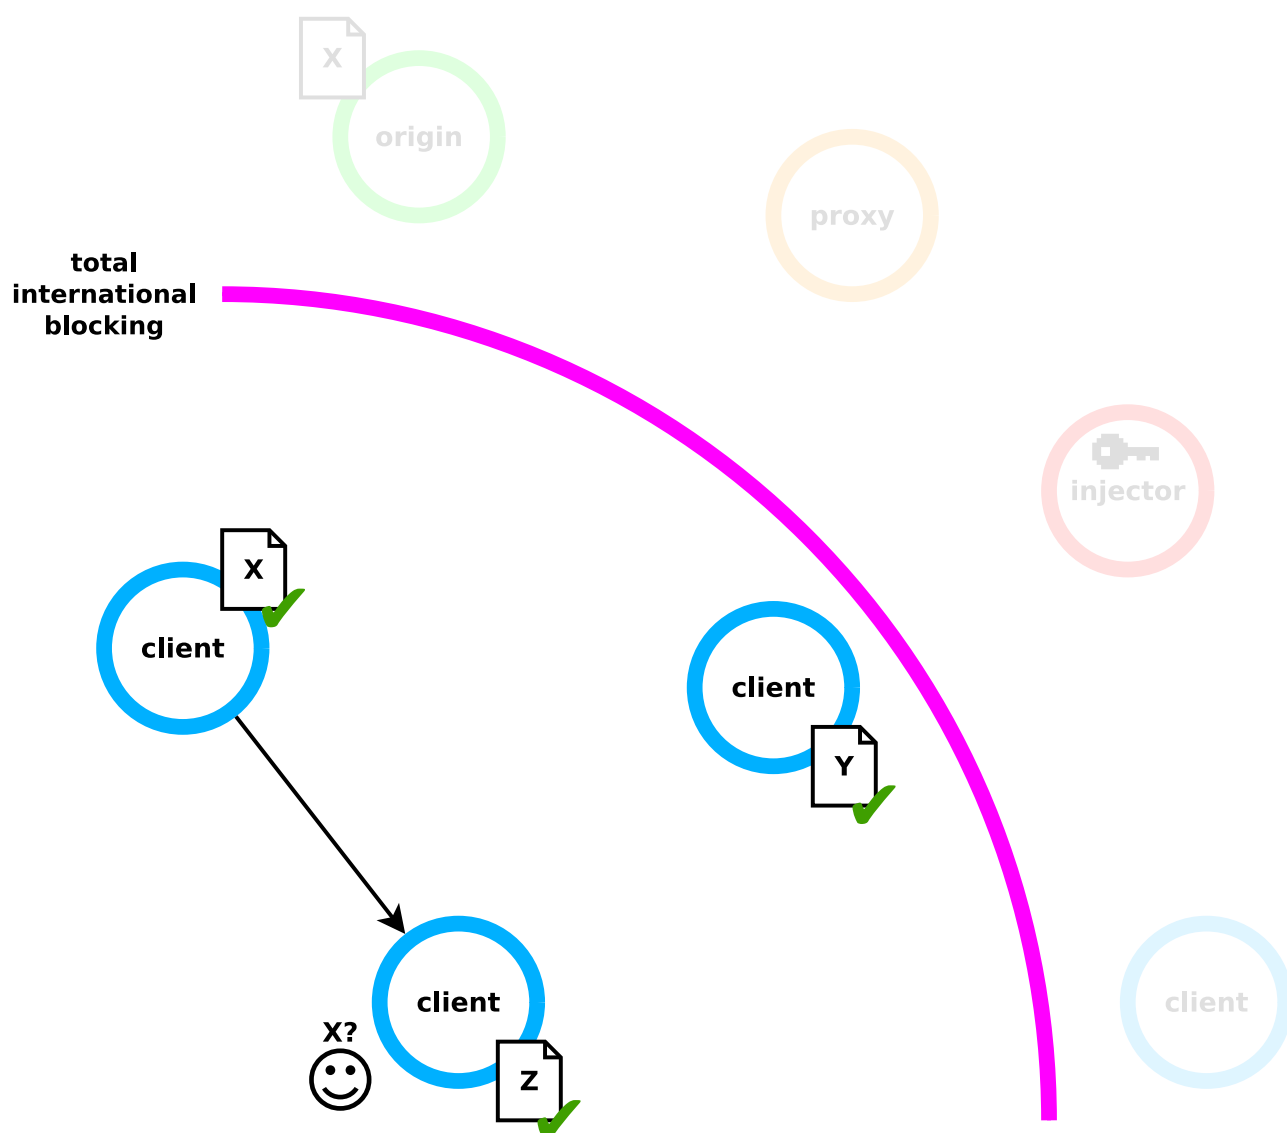 X
origin
proxy
total
international
blocking
injector
X
client
client
Y
client
X?
Z
client